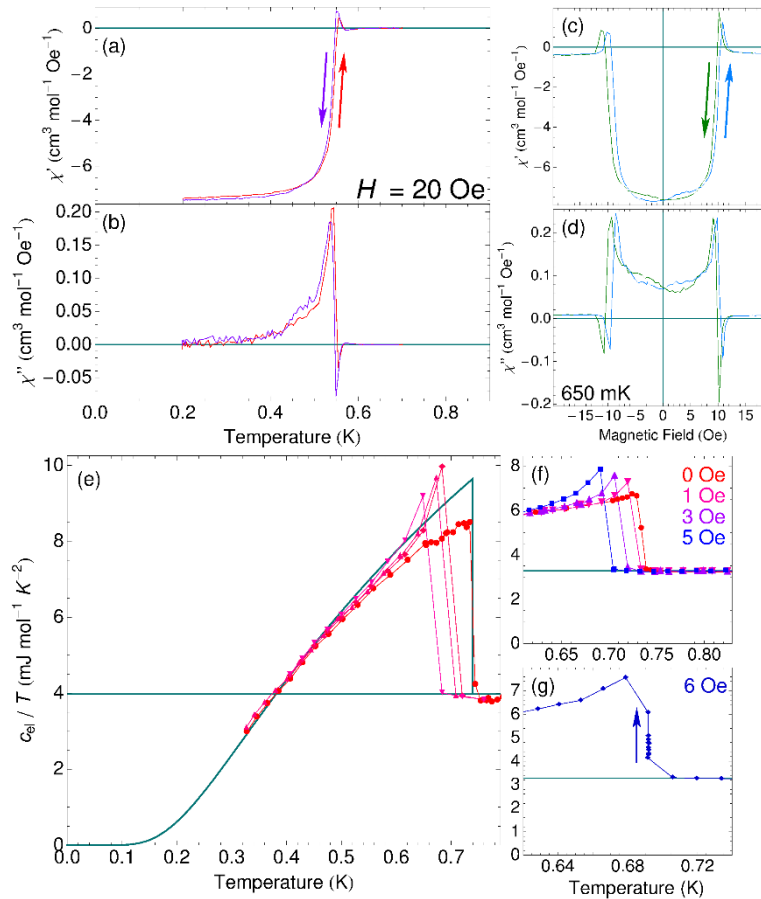 0
−2
−4
−6
χ′ (cm³ mol⁻¹ Oe⁻¹)
(a)
H = 20 Oe
0.20
0.15
0.10
0.05
0.00
−0.05
χ″ (cm³ mol⁻¹ Oe⁻¹)
(b)
0.0
0.2
0.4
0.6
0.8
Temperature (K)
0
−2
−4
−6
χ′ (cm³ mol⁻¹ Oe⁻¹)
(c)
0.2
0.1
0.0
−0.1
−0.2
χ″ (cm³ mol⁻¹ Oe⁻¹)
(d)
650 mK
−10
0
10
Magnetic Field (Oe)
10
8
6
4
2
0
c_el / T (mJ mol⁻¹ K⁻²)
(e)
0.0
0.1
0.2
0.3
0.4
0.5
0.6
0.7
Temperature (K)
8
6
4
2
0
(f)
0 Oe
1 Oe
3 Oe
5 Oe
0.65
0.70
0.75
0.80
7
6
5
4
3
2
1
0
(g)
6 Oe
0.64
0.68
0.72
Temperature (K)